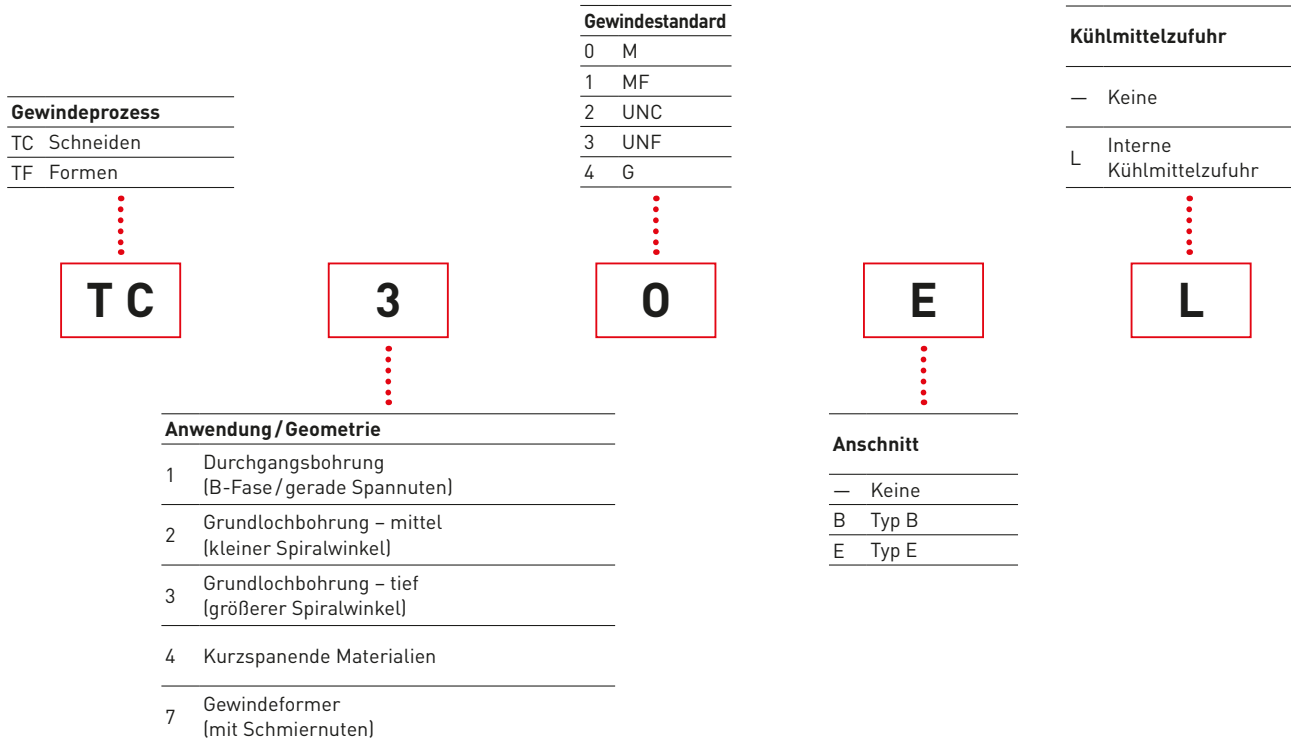 Gewindeprozess
TC Schneiden
TF Formen
Gewindestandard
0 M
1 MF
2 UNC
3 UNF
4 G
Kühlmittelzufuhr
— Keine
L Interne
Kühlmittelzufuhr
T C
3
0
E
L
Anwendung / Geometrie
1 Durchgangsbohrung
(B-Fase / gerade Spannuten)
2 Grundlochbohrung – mittel
(kleiner Spiralwinkel)
3 Grundlochbohrung – tief
(größerer Spiralwinkel)
4 Kurzspanende Materialien
7 Gewindeformer
(mit Schmiernuten)
Anschnitt
— Keine
B Typ B
E Typ E